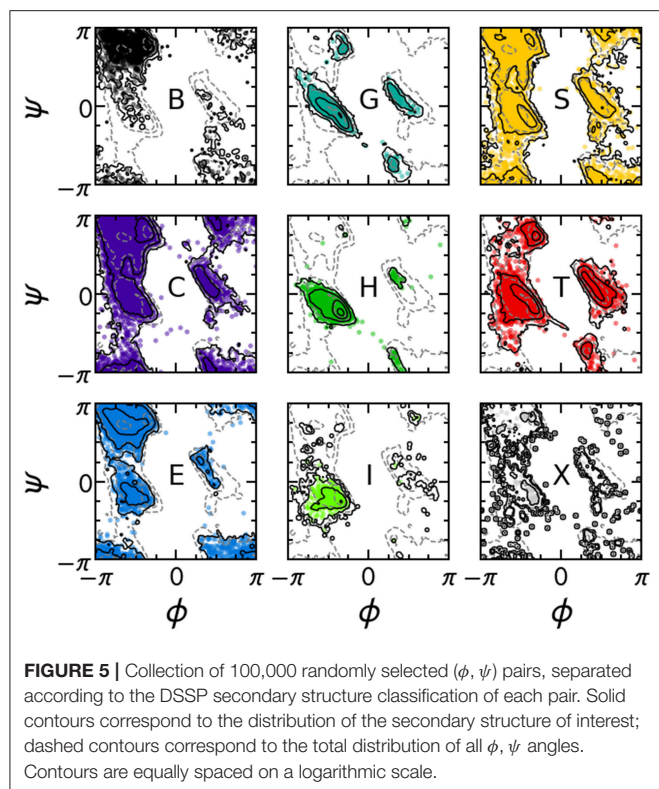 π
ψ
0
−π
B
G
S
π
ψ
0
−π
C
H
T
π
ψ
0
−π
E
I
X
−π
0
π
−π
0
π
−π
0
π
ϕ
ϕ
ϕ
FIGURE 5 | Collection of 100,000 randomly selected (ϕ, ψ) pairs, separated
according to the DSSP secondary structure classification of each pair. Solid
contours correspond to the distribution of the secondary structure of interest;
dashed contours correspond to the total distribution of all ϕ, ψ angles.
Contours are equally spaced on a logarithmic scale.